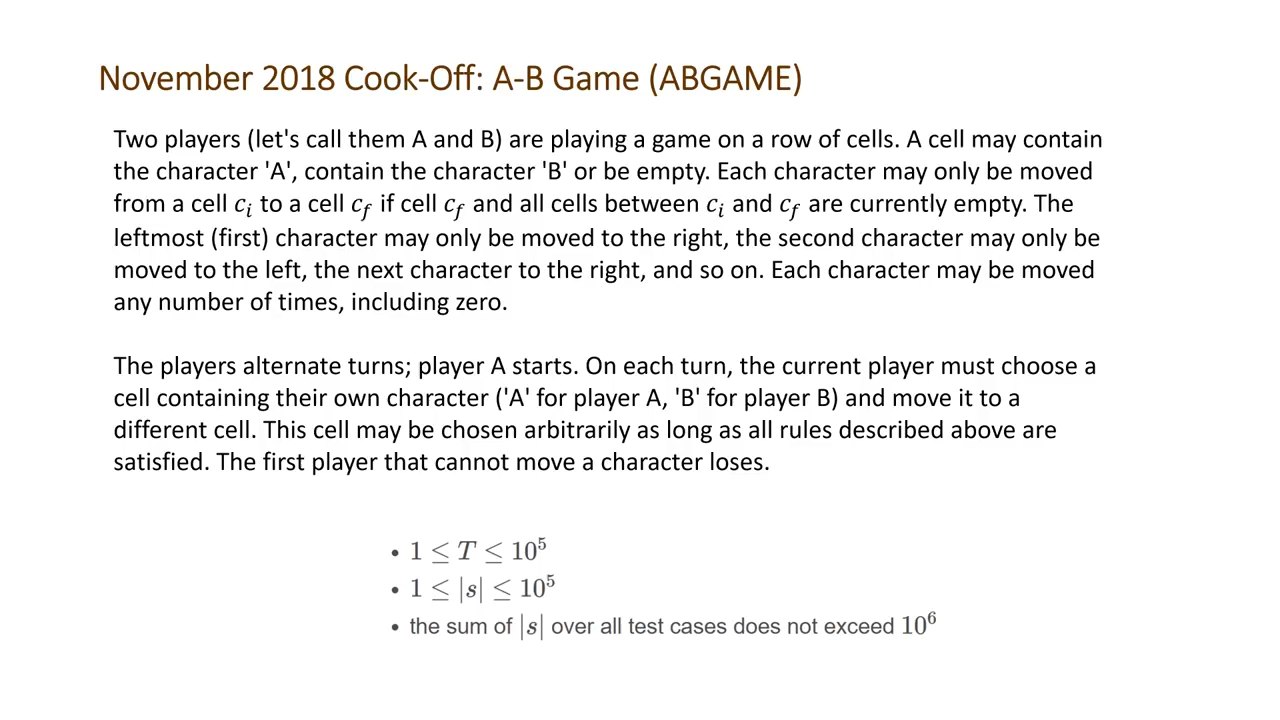 November 2018 Cook-Off: A-B Game (ABGAME)
Two players (let's call them A and B) are playing a game on a row of cells. A cell may contain
the character 'A', contain the character 'B' or be empty. Each character may only be moved
from a cell c_i to a cell c_f if cell c_f and all cells between c_i and c_f are currently empty. The
leftmost (first) character may only be moved to the right, the second character may only be
moved to the left, the next character to the right, and so on. Each character may be moved
any number of times, including zero.
The players alternate turns; player A starts. On each turn, the current player must choose a
cell containing their own character ('A' for player A, 'B' for player B) and move it to a
different cell. This cell may be chosen arbitrarily as long as all rules described above are
satisfied. The first player that cannot move a character loses.
• 1 ≤ T ≤ 10^5
• 1 ≤ |s| ≤ 10^5
• the sum of |s| over all test cases does not exceed 10^6